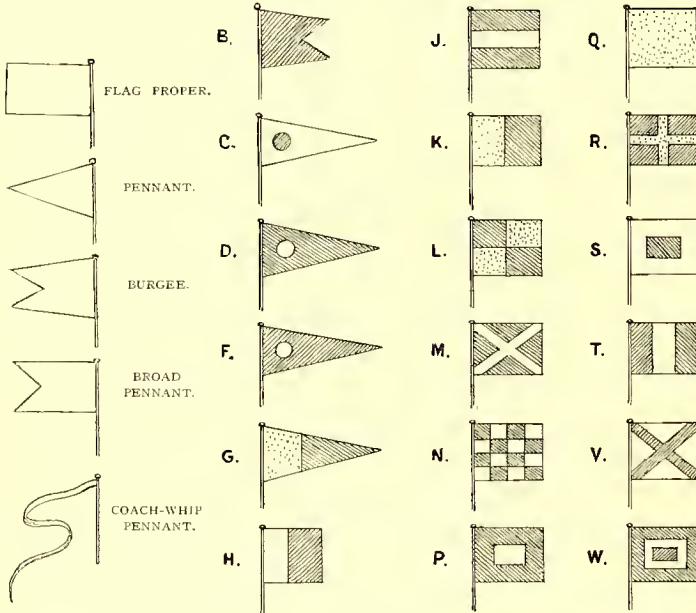 FLAG PROPER.
PENNANT.
BURGEE.
BROAD
PENNANT.
COACH-WHIP
PENNANT.
B.
C.
D.
F.
G.
H.
J.
K.
L.
M.
N.
P.
Q.
R.
S.
T.
V.
W.